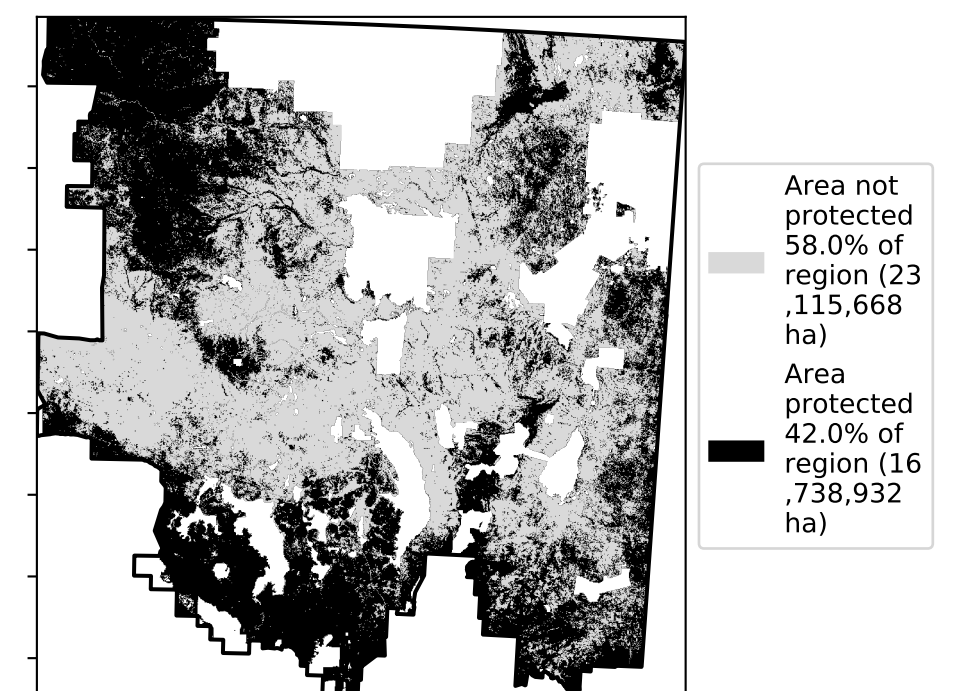 Area not
protected
58.0% of
region (23
,115,668
ha)
Area
protected
42.0% of
region (16
,738,932
ha)